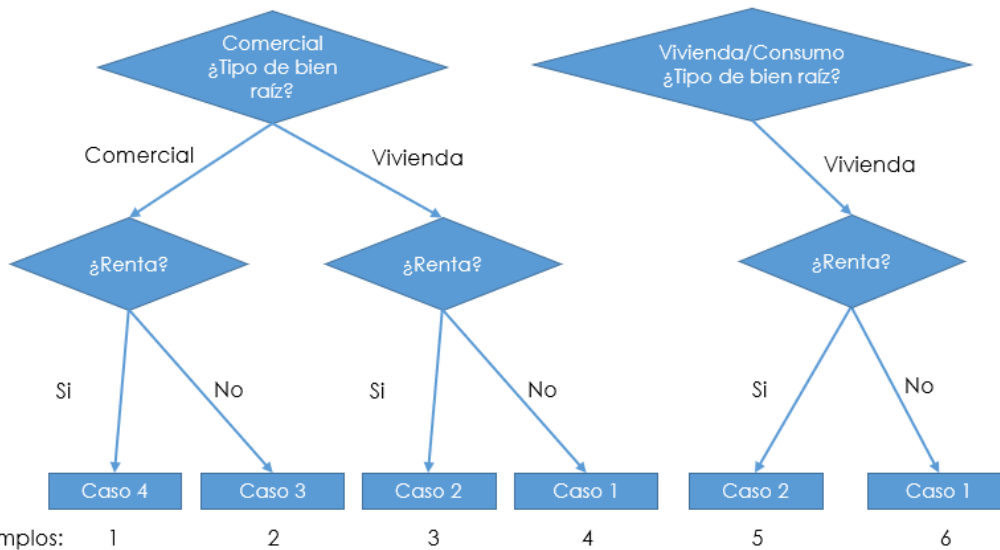 Comercial
¿Tipo de bien
raíz?
Vivienda/Consumo
¿Tipo de bien raíz?
Comercial
Vivienda
Vivienda
¿Renta?
¿Renta?
¿Renta?
Si
No
Si
No
Si
No
Caso 4
Caso 3
Caso 2
Caso 1
Caso 2
Caso 1
mplos: 1 2 3 4 5 6